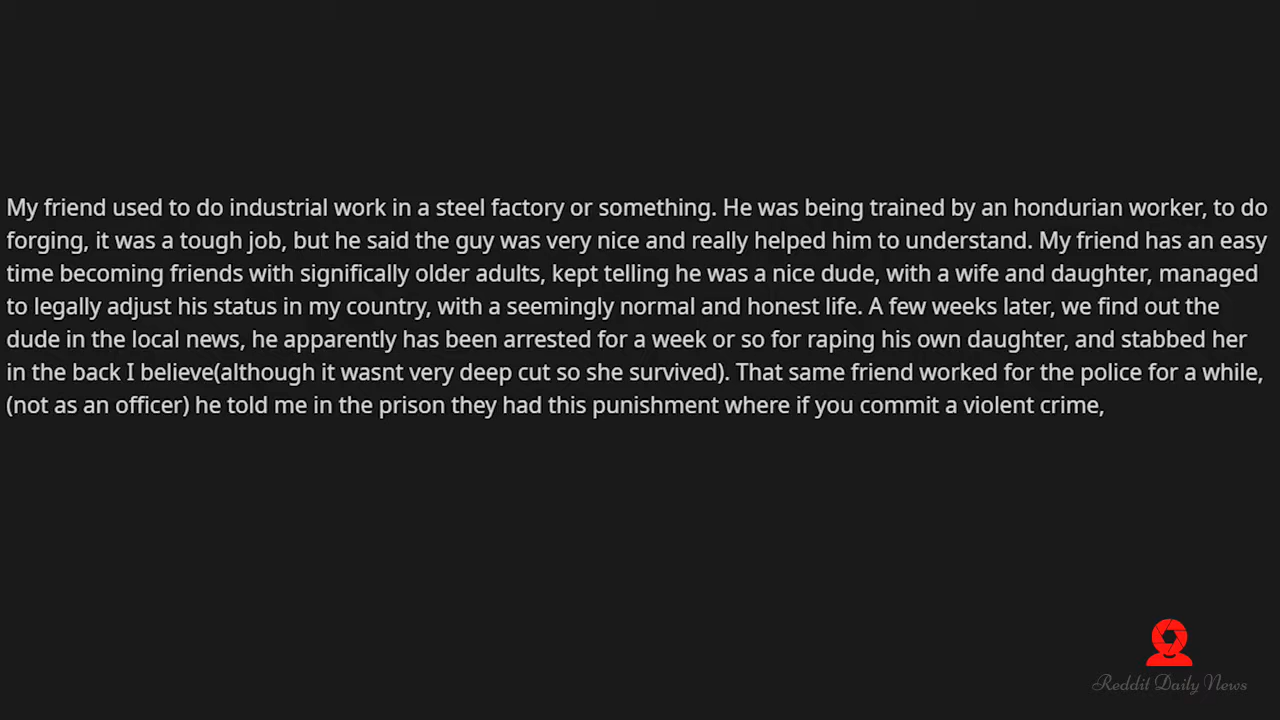 My friend used to do industrial work in a steel factory or something. He was being trained by an hondurian worker, to do
forging, it was a tough job, but he said the guy was very nice and really helped him to understand. My friend has an easy
time becoming friends with significally older adults, kept telling he was a nice dude, with a wife and daughter, managed
to legally adjust his status in my country, with a seemingly normal and honest life. A few weeks later, we find out the
dude in the local news, he apparently has been arrested for a week or so for raping his own daughter, and stabbed her
in the back I believe(although it wasnt very deep cut so she survived). That same friend worked for the police for a while,
(not as an officer) he told me in the prison they had this punishment where if you commit a violent crime,
Reddit Daily News